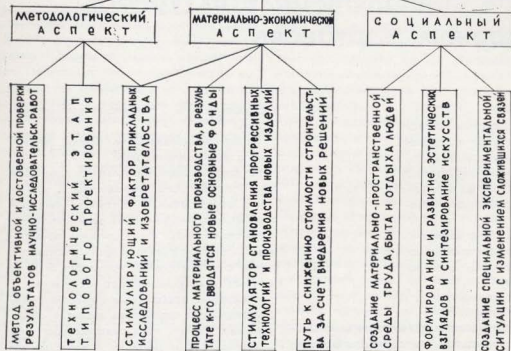 МЕТОДОЛОГИЧЕСКИЙ
АСПЕКТ
МАТЕРИАЛЬНО-ЭКОНОМИЧЕСКИЙ
АСПЕКТ
СОЦИАЛЬНЫЙ
АСПЕКТ
МЕТОД ОБЪЕКТИВНОЙ И ДОСТОВЕРНОЙ ПРОВЕРКИ
РЕЗУЛЬТАТОВ НАУЧНО-ИССЛЕДОВАТЕЛЬСК. РАБОТ
ТЕХНОЛОГИЧЕСКИЙ ЭТАП
ТИПОВОГО ПРОЕКТИРОВАНИЯ
СТИМУЛИРУЮЩИЙ ФАКТОР ПРИКЛАДНЫХ
ИССЛЕДОВАНИЙ И ИЗОБРЕТАТЕЛЬСТВА
ПРОЦЕСС МАТЕРИАЛЬНОГО ПРОИЗВОДСТВА, В РЕЗУЛЬ
ТАТЕ К-ГО ВВОДЯТСЯ НОВЫЕ ОСНОВНЫЕ ФОНДЫ
СТИМУЛЯТОР СТАНОВЛЕНИЯ ПРОГРЕССИВНЫХ
ТЕХНОЛОГИЙ И ПРОИЗВОДСТВА НОВЫХ ИЗДЕЛИЙ
ПУТЬ К СНИЖЕНИЮ СТОИМОСТИ СТРОИТЕЛЬСТ-
ВА ЗА СЧЕТ ВНЕДРЕНИЯ НОВЫХ РЕШЕНИЙ
СОЗДАНИЕ МАТЕРИАЛЬНО-ПРОСТРАНСТВЕННОЙ
СРЕДЫ ТРУДА, БЫТА И ОТДЫХА ЛЮДЕЙ
ФОРМИРОВАНИЕ И РАЗВИТИЕ ЭСТЕТИЧЕСКИХ
ВЗГЛЯДОВ И СИНТЕЗИРОВАНИЕ ИСКУССТВ
СОЗДАНИЕ СПЕЦИАЛЬНОЙ ЭКСПЕРИМЕНТАЛЬНОЙ
СИТУАЦИИ С ИЗМЕНЕНИЕМ СЛОЖИВШИХСЯ СВЯЗЕЙ